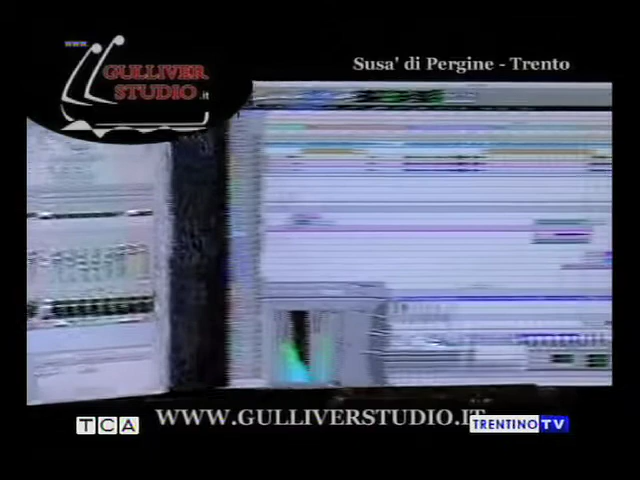 www.
GULLIVER
STUDIO.it
Susa' di Pergine - Trento
WWW.GULLIVERSTUDIO.IT
TCA
TRENTINO TV